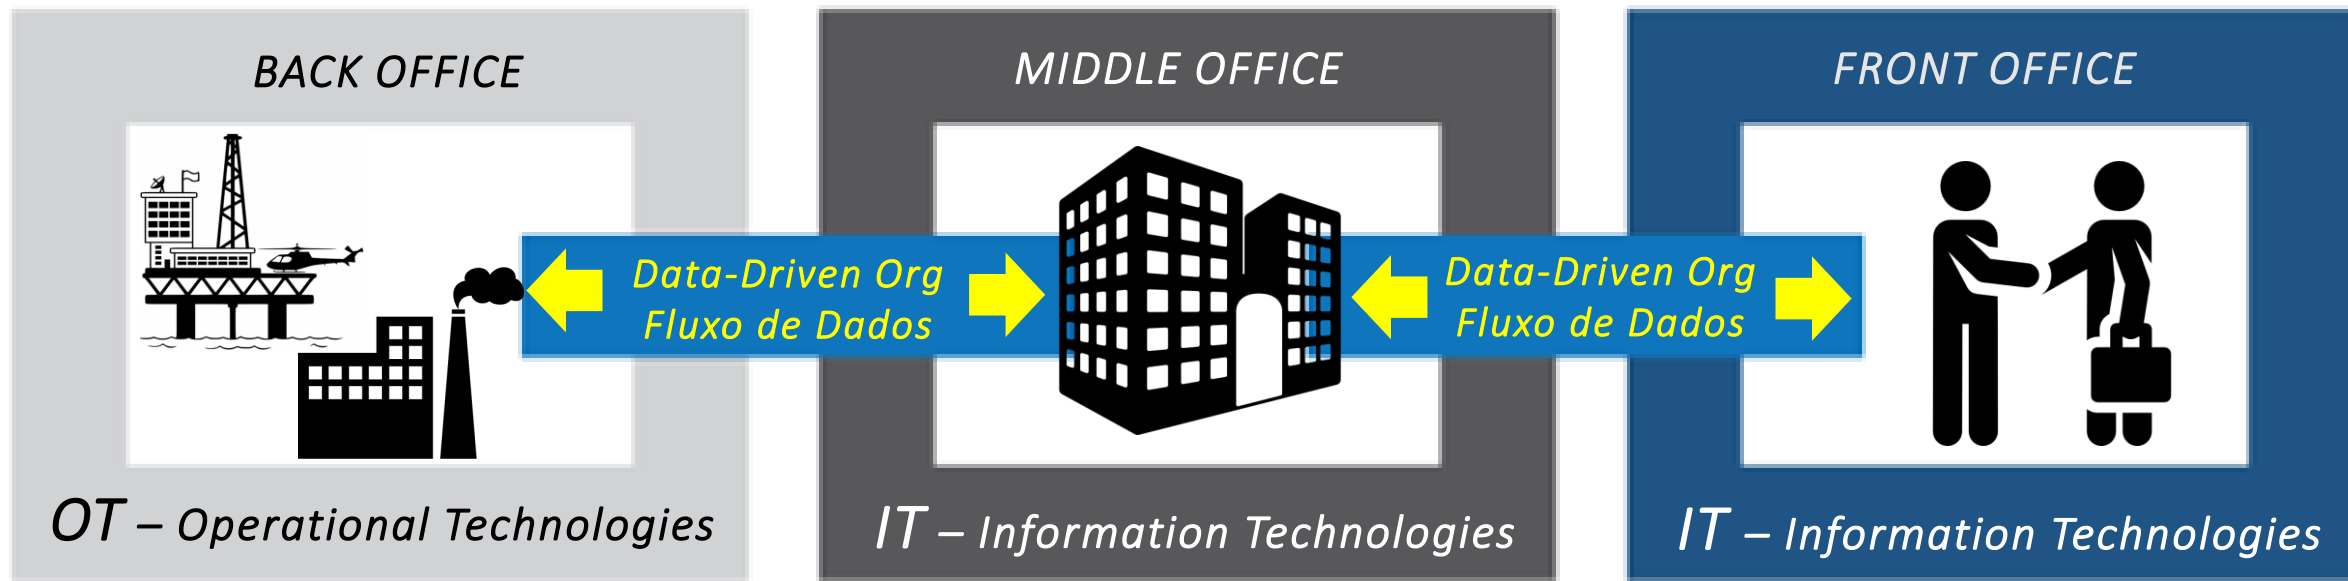 BACK OFFICE
MIDDLE OFFICE
FRONT OFFICE
Data-Driven Org
Fluxo de Dados
Data-Driven Org
Fluxo de Dados
OT – Operational Technologies
IT – Information Technologies
IT – Information Technologies